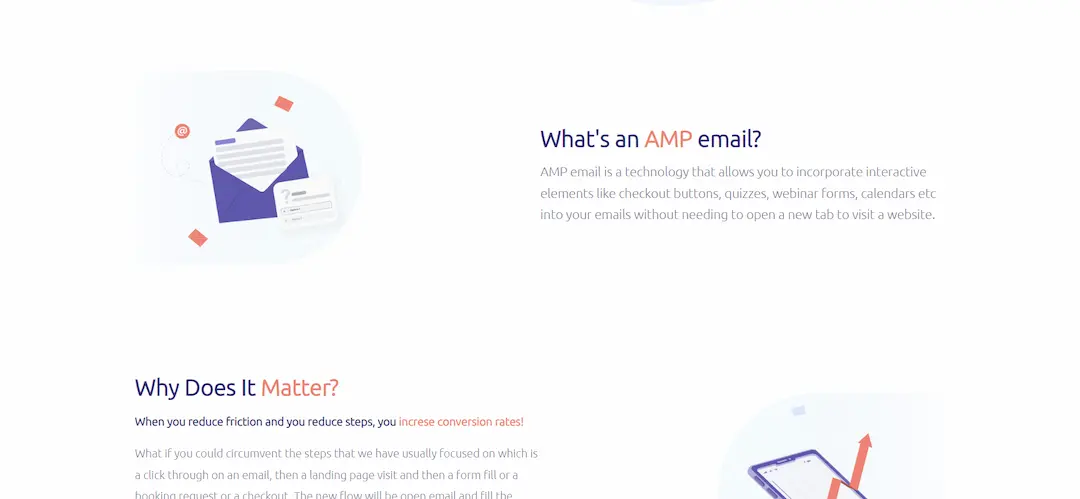 @
What's an AMP email?
AMP email is a technology that allows you to incorporate interactive
elements like checkout buttons, quizzes, webinar forms, calendars etc
into your emails without needing to open a new tab to visit a website.
?
Why Does It Matter?
When you reduce friction and you reduce steps, you increse conversion rates!
What if you could circumvent the steps that we have usually focused on which is
a click through on an email, then a landing page visit and then a form fill or a
booking request or a checkout. The new flow will be open email and fill the